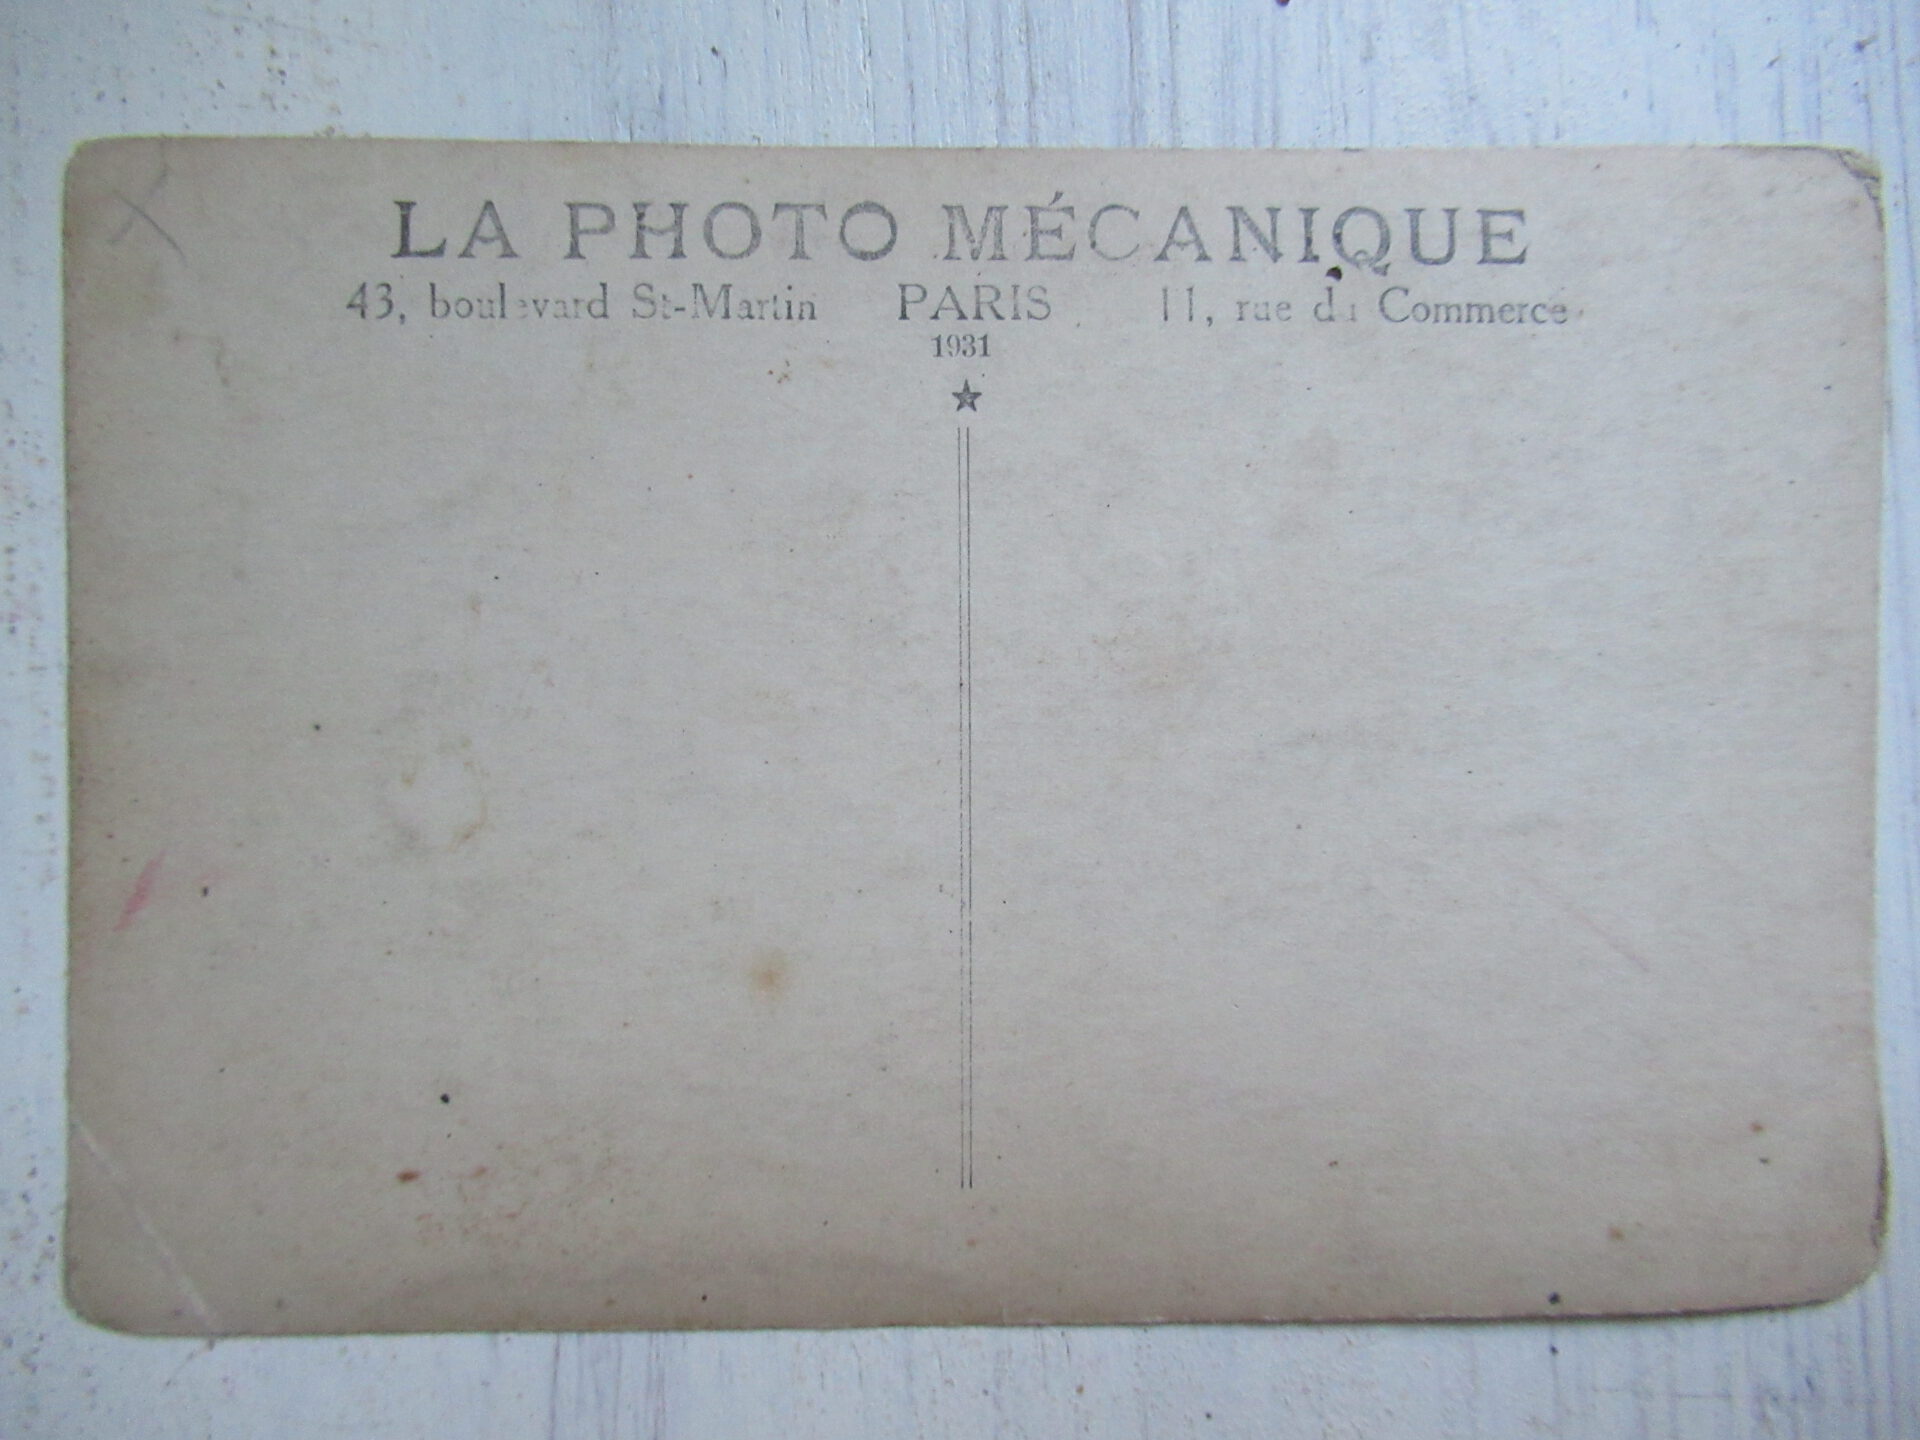 LA PHOTO MÉCANIQUE
43, boulevard St-Martin PARIS 11, rue du Commerce
1931